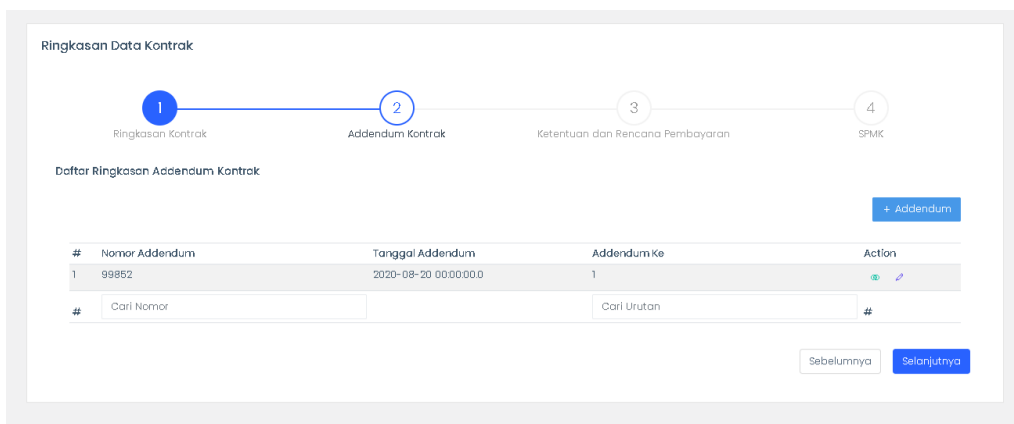 Ringkasan Data Kontrak
1 2 3 4
Ringkasan Kontrak Addendum Kontrak Ketentuan dan Rencana Pembayaran SPMK
Daftar Ringkasan Addendum Kontrak
+ Addendum
# Nomor Addendum Tanggal Addendum Addendum Ke Action
1 99852 2020-08-20 00:00:00.0 1
# Cari Nomor Cari Urutan #
Sebelumnya Selanjutnya